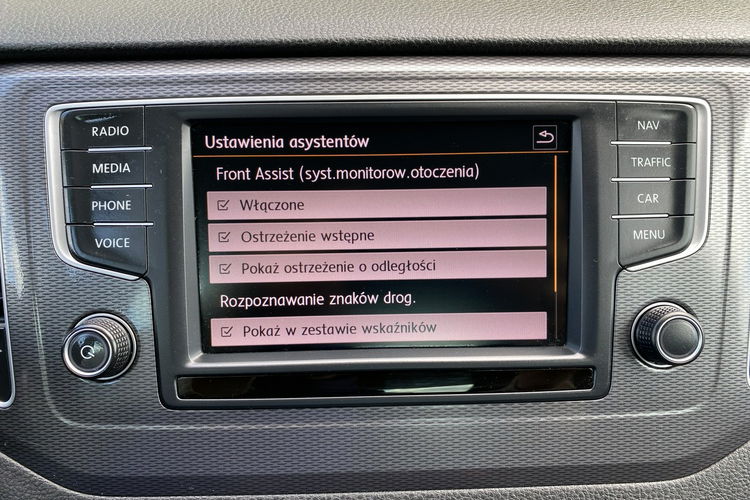 RADIO
MEDIA
PHONE
VOICE
Ustawienia asystentów
Front Assist (syst.monitorow.otoczenia)
Włączone
Ostrzeżenie wstępne
Pokaż ostrzeżenie o odległości
Rozpoznawanie znaków drog.
Pokaż w zestawie wskaźników
NAV
TRAFFIC
CAR
MENU